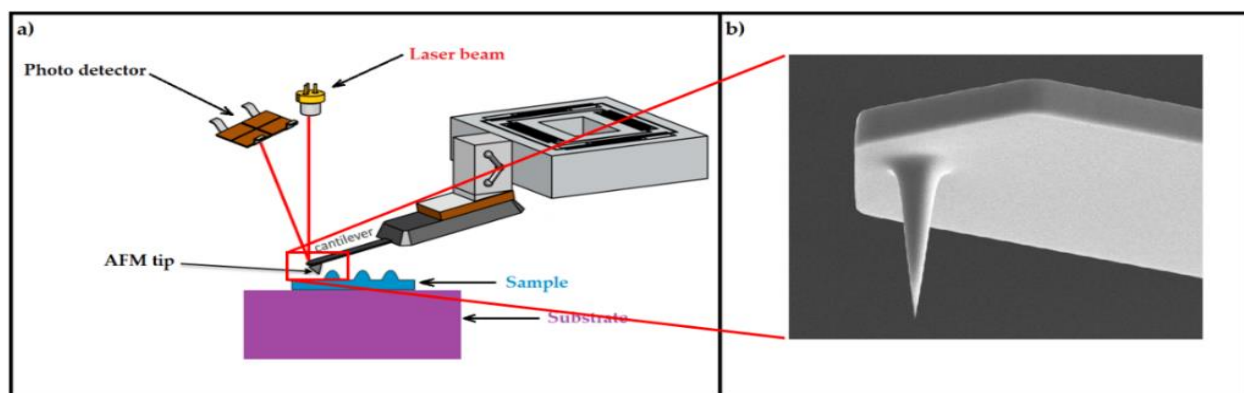 a)
b)
Laser beam
Photo detector
cantilever
AFM tip
Sample
Substrate